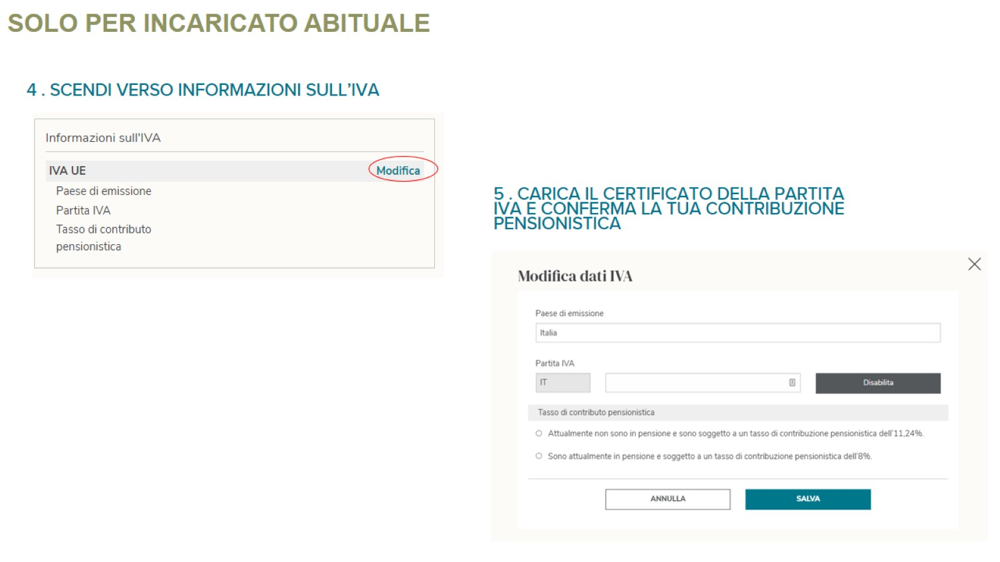 SOLO PER INCARICATO ABITUALE
4 . SCENDI VERSO INFORMAZIONI SULL’IVA
Informazioni sull'IVA
IVA UE
Modifica
Paese di emissione
Partita IVA
Tasso di contributo
pensionistica
5 . CARICA IL CERTIFICATO DELLA PARTITA
IVA E CONFERMA LA TUA CONTRIBUZIONE
PENSIONISTICA
Modifica dati IVA
Paese di emissione
Italia
Partita IVA
IT
Disabilita
Tasso di contributo pensionistica
Attualmente non sono in pensione e sono soggetto a un tasso di contribuzione pensionistica dell'11,24%.
Sono attualmente in pensione e soggetto a un tasso di contribuzione pensionistica dell'8%.
ANNULLA
SALVA